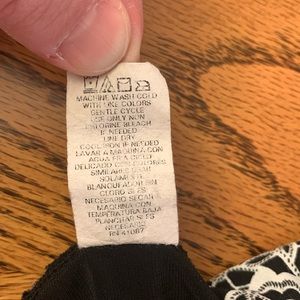 MACHINE WASH COLD
WITH LIKE COLORS
GENTLE CYCLE
USE ONLY NON
CHLORINE BLEACH
IF NEEDED
LINE DRY
COOL IRON IF NEEDED
LAVAR A MAQUINA CON
AGUA FRIA CICLO
DELICADO CON COLORES
SIMILARES USAR
SOLAMENTE
BLANQUEADOR SIN
CLORO SI ES
NECESARIO SECAR
MAQUINA CON
TEMPERATURA BAJA
PLANCHAR SI ES
NECESARIO
RN 41087